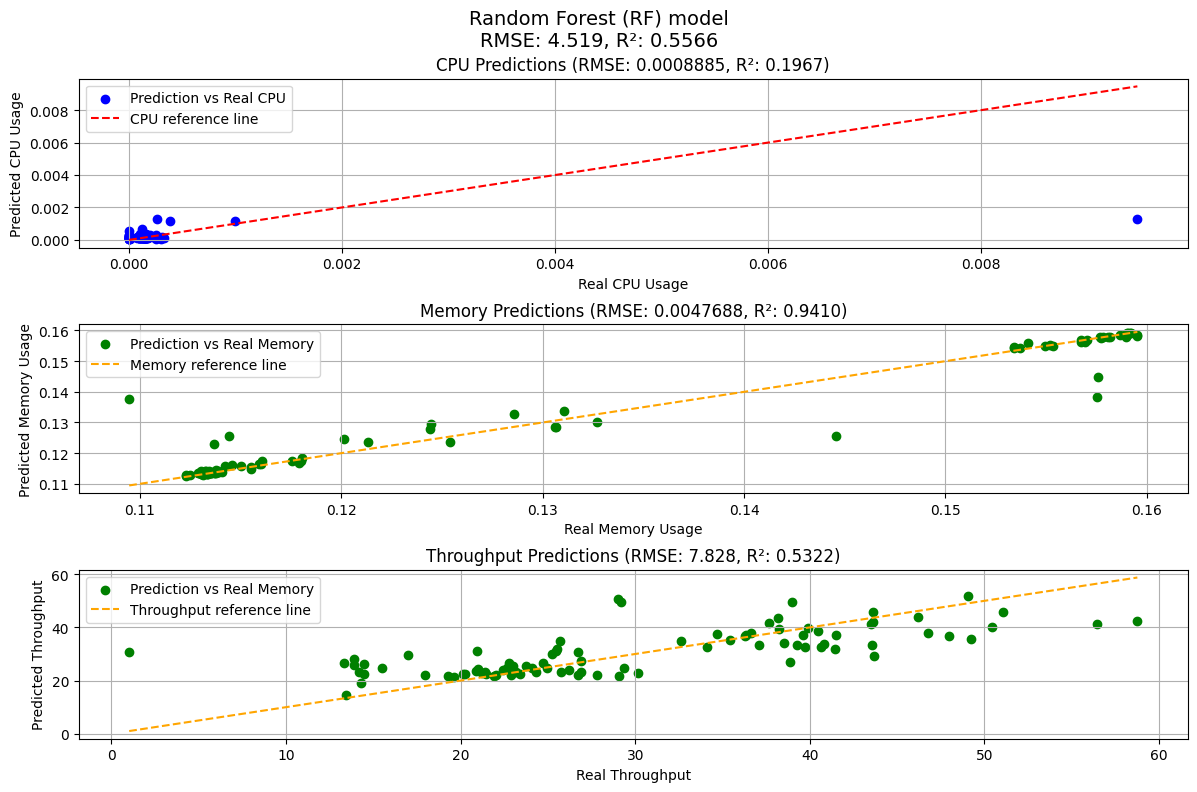 Random Forest (RF) model
RMSE: 4.519, R²: 0.5566
CPU Predictions (RMSE: 0.0008885, R²: 0.1967)
Predicted CPU Usage
0.008
0.006
0.004
0.002
0.000
Prediction vs Real CPU
CPU reference line
0.000 0.002 0.004 0.006 0.008
Real CPU Usage
Memory Predictions (RMSE: 0.0047688, R²: 0.9410)
Predicted Memory Usage
0.16
0.15
0.14
0.13
0.12
0.11
Prediction vs Real Memory
Memory reference line
0.11 0.12 0.13 0.14 0.15 0.16
Real Memory Usage
Throughput Predictions (RMSE: 7.828, R²: 0.5322)
Predicted Throughput
60
40
20
0
Prediction vs Real Memory
Throughput reference line
0 10 20 30 40 50 60
Real Throughput